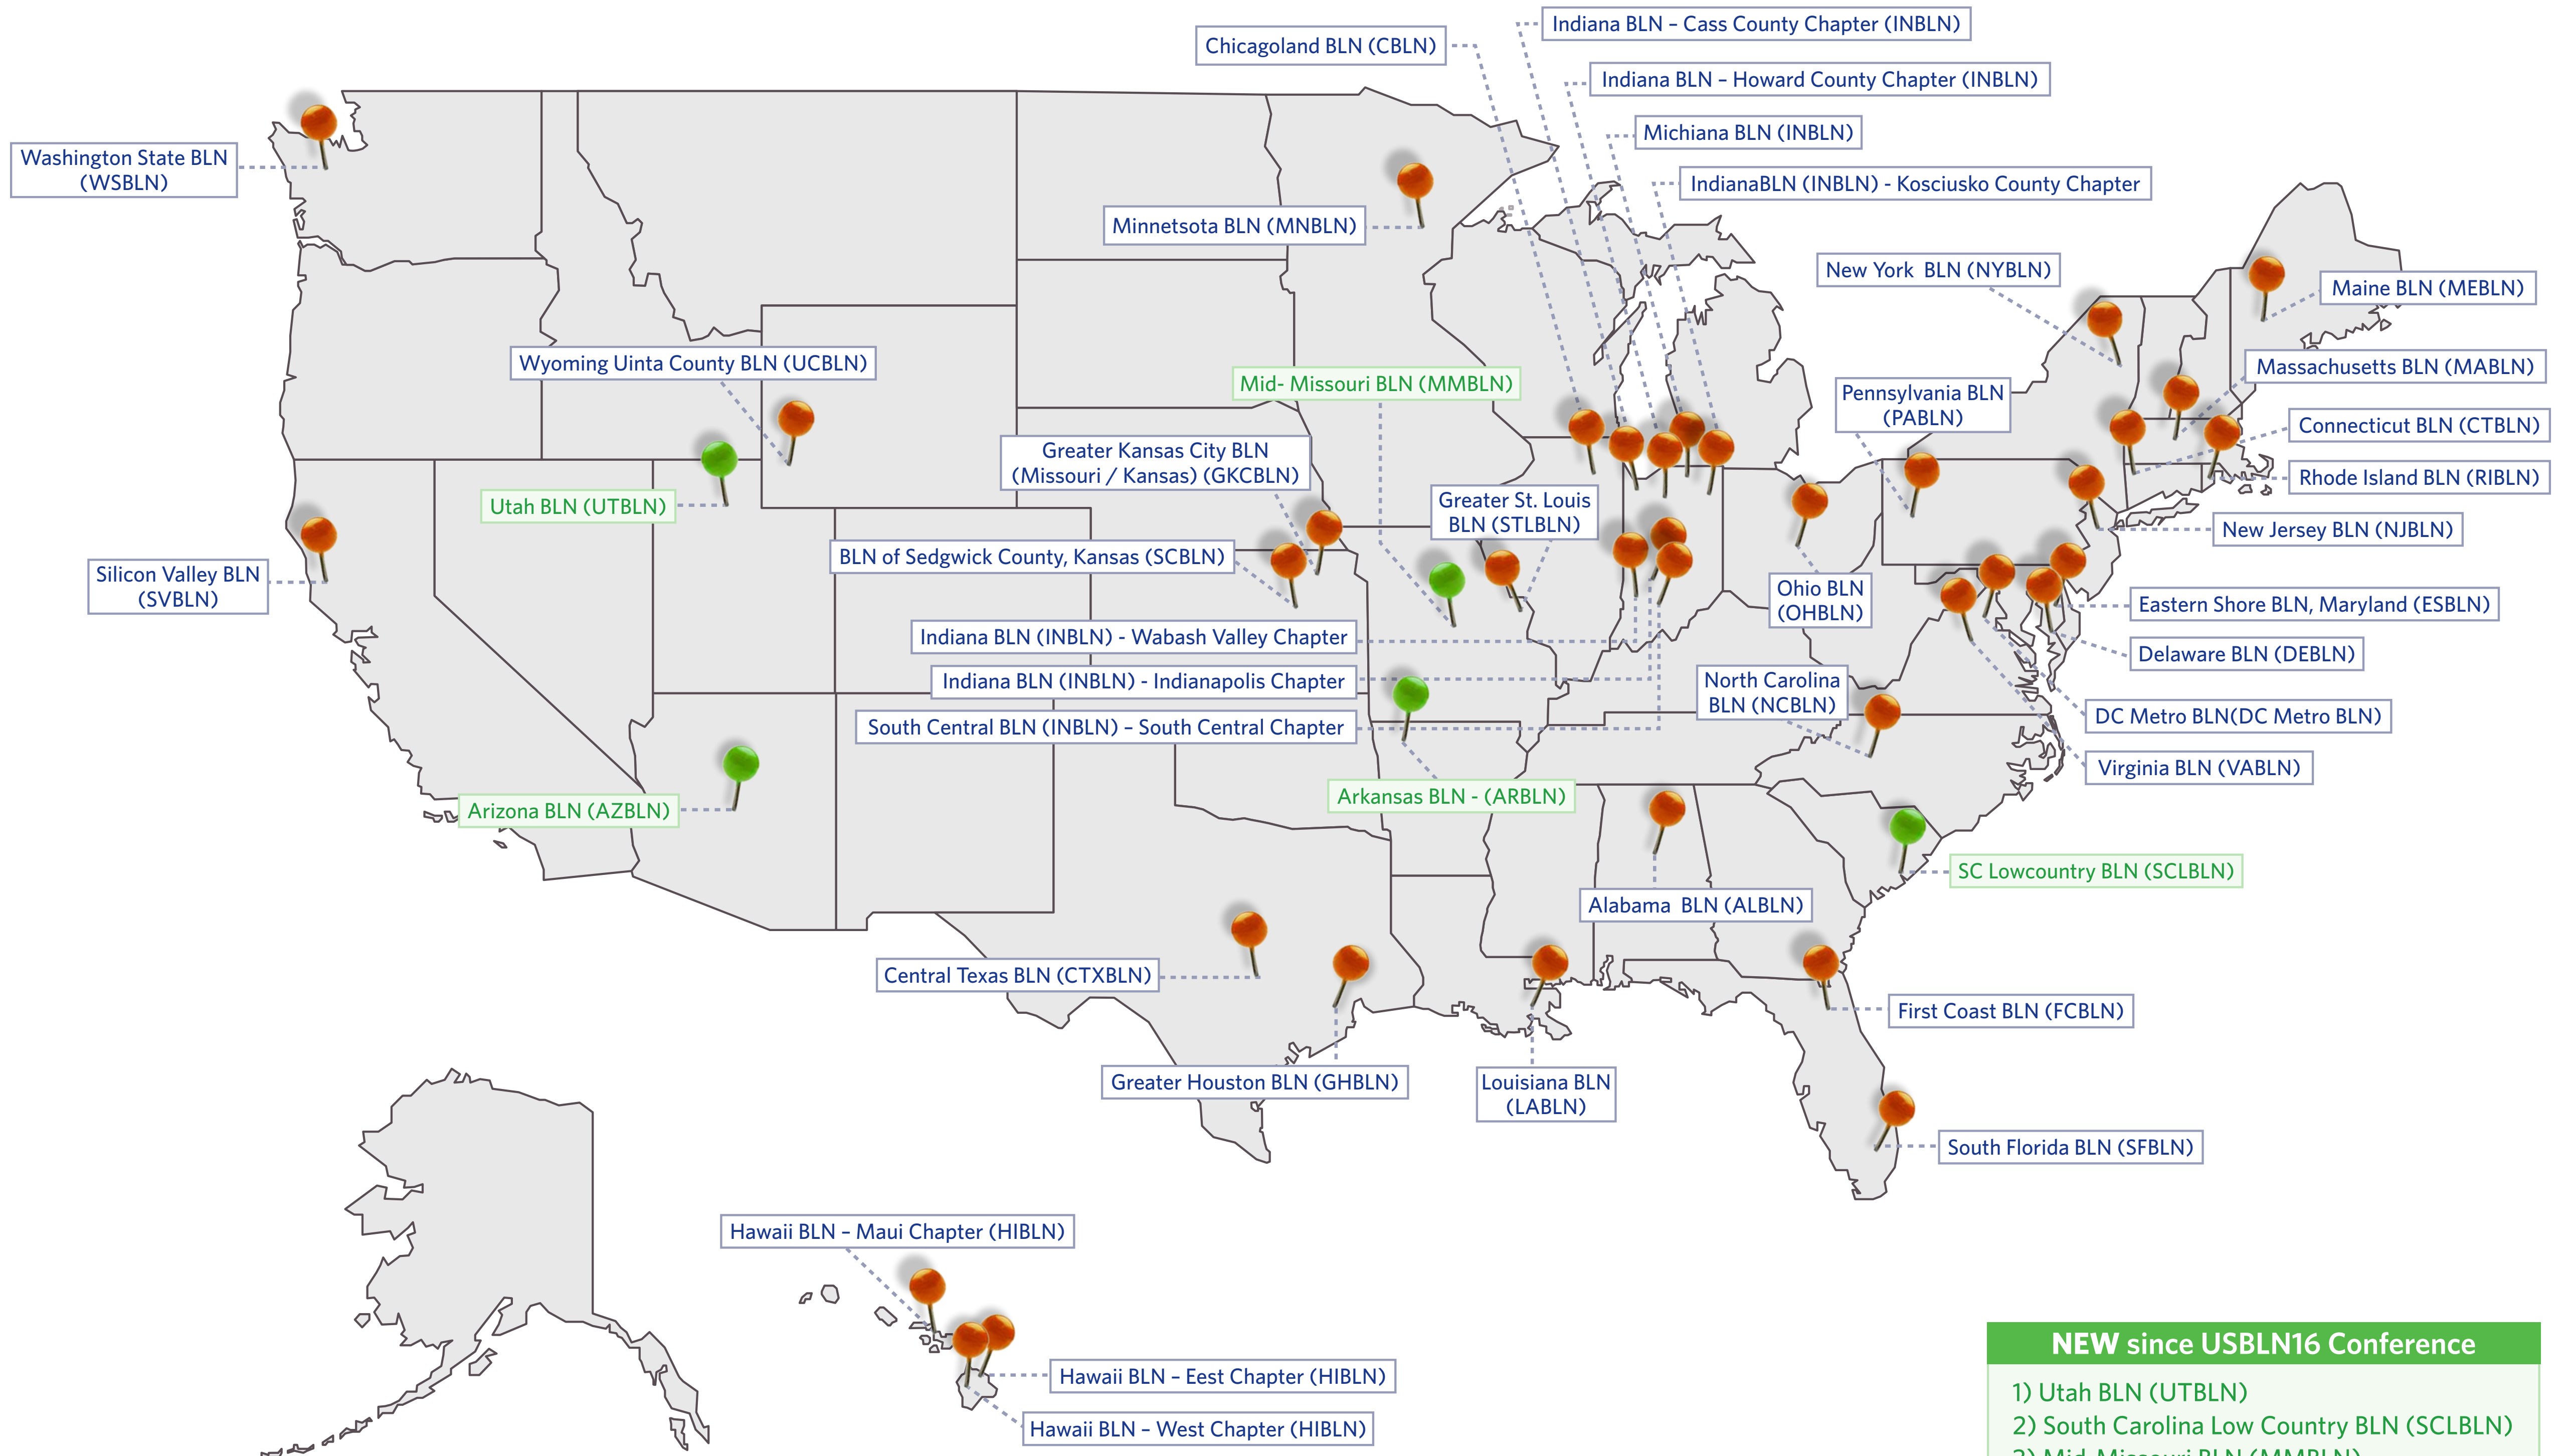 Indiana BLN – Cass County Chapter (INBLN)
Chicagoland BLN (CBLN)
Indiana BLN – Howard County Chapter (INBLN)
Michiana BLN (INBLN)
Washington State BLN
(WSBLN)
IndianaBLN (INBLN) - Kosciusko County Chapter
Minnetsota BLN (MNBLN)
New York BLN (NYBLN)
Maine BLN (MEBLN)
Wyoming Uinta County BLN (UCBLN)
Massachusetts BLN (MABLN)
Mid- Missouri BLN (MMBLN)
Pennsylvania BLN
(PABLN)
Connecticut BLN (CTBLN)
Greater Kansas City BLN
(Missouri / Kansas) (GKCBLN)
Rhode Island BLN (RIBLN)
Utah BLN (UTBLN)
Greater St. Louis
BLN (STLBLN)
New Jersey BLN (NJBLN)
BLN of Sedgwick County, Kansas (SCBLN)
Silicon Valley BLN
(SVBLN)
Ohio BLN
(OHBLN)
Eastern Shore BLN, Maryland (ESBLN)
Indiana BLN (INBLN) - Wabash Valley Chapter
Delaware BLN (DEBLN)
Indiana BLN (INBLN) - Indianapolis Chapter
North Carolina
BLN (NCBLN)
DC Metro BLN(DC Metro BLN)
South Central BLN (INBLN) – South Central Chapter
Virginia BLN (VABLN)
Arkansas BLN - (ARBLN)
Arizona BLN (AZBLN)
SC Lowcountry BLN (SCLBLN)
Alabama BLN (ALBLN)
Central Texas BLN (CTXBLN)
First Coast BLN (FCBLN)
Greater Houston BLN (GHBLN)
Louisiana BLN
(LABLN)
South Florida BLN (SFBLN)
Hawaii BLN – Maui Chapter (HIBLN)
Hawaii BLN – Eest Chapter (HIBLN)
Hawaii BLN – West Chapter (HIBLN)
NEW since USBLN16 Conference
1) Utah BLN (UTBLN)
2) South Carolina Low Country BLN (SCLBLN)
3) Mid-Missouri BLN (MMBLN)